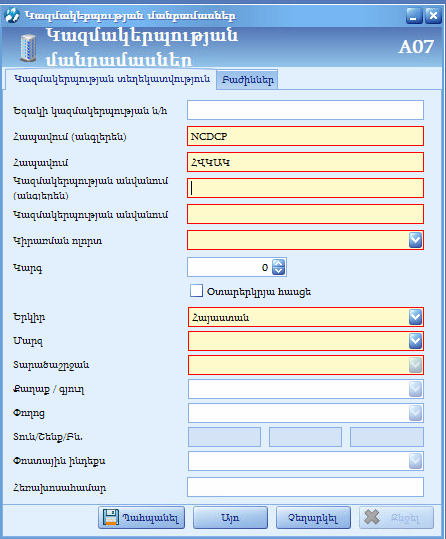 Կազմակերպության մանրամասներ
Կազմակերպության
մանրամասներ
A07
Կազմակերպության տեղեկատվություն
Բաժիններ
Եզակի կազմակերպության ն/հ
Հապավում (անգլերեն)
NCDCP
Հապավում
ՀՎԿԱԿ
Կազմակերպության անվանում
(անգլերեն)
Կազմակերպության անվանում
Կիրառման ոլորտ
Կարգ
0
Օտարերկրյա հասցե
Երկիր
Հայաստան
Մարզ
Տարածաշրջան
Քաղաք / գյուղ
Փողոց
Տուն/Շենք/Բն.
Փոստային ինդեքս
Հեռախոսահամար
Պահպանել
Այո
Չեղարկել
Ջնջել